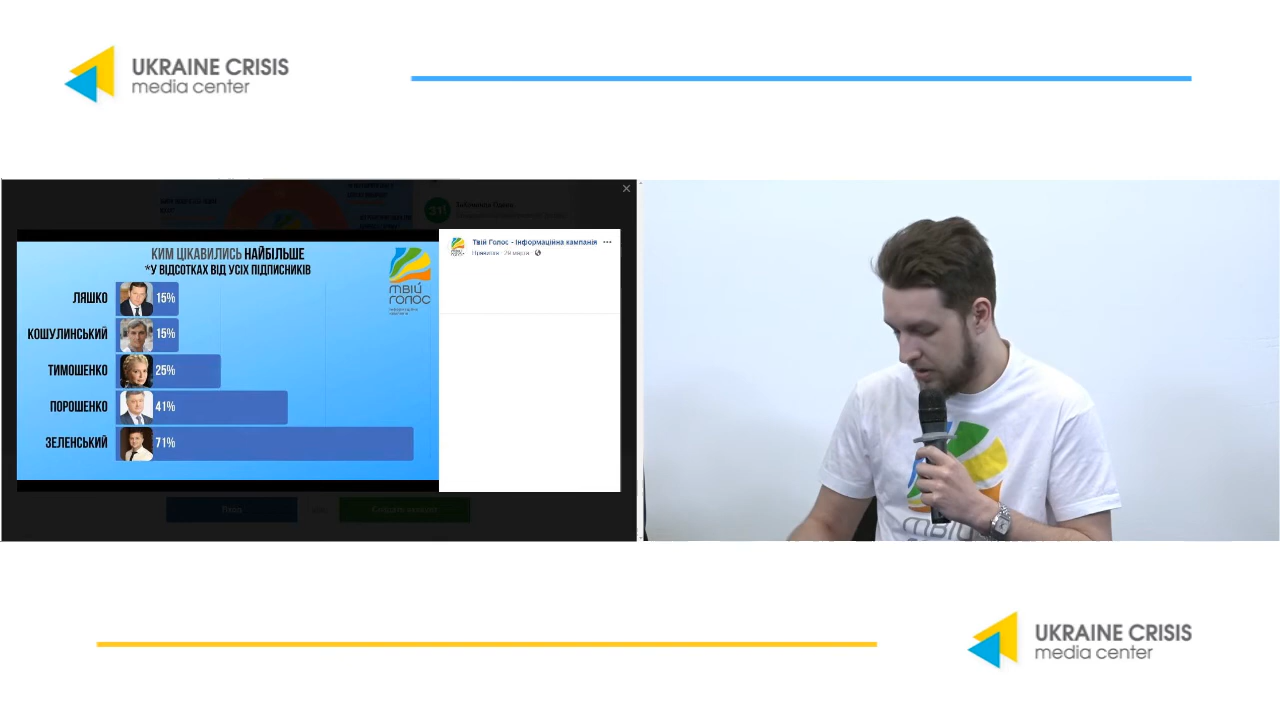 UKRAINE CRISIS
media center
КИМ ЦІКАВИЛИСЬ НАЙБІЛЬШЕ
*У ВІДСОТКАХ ВІД УСІХ ПІДПИСНИКІВ
ТВІЙ
ГОЛОС
ЛЯШКО 15%
КОШУЛИНСЬКИЙ 15%
ТИМОШЕНКО 25%
ПОРОШЕНКО 41%
ЗЕЛЕНСЬКИЙ 71%
Твій Голос - Інформаційна кампанія
ТВІЙ
UKRAINE CRISIS
media center